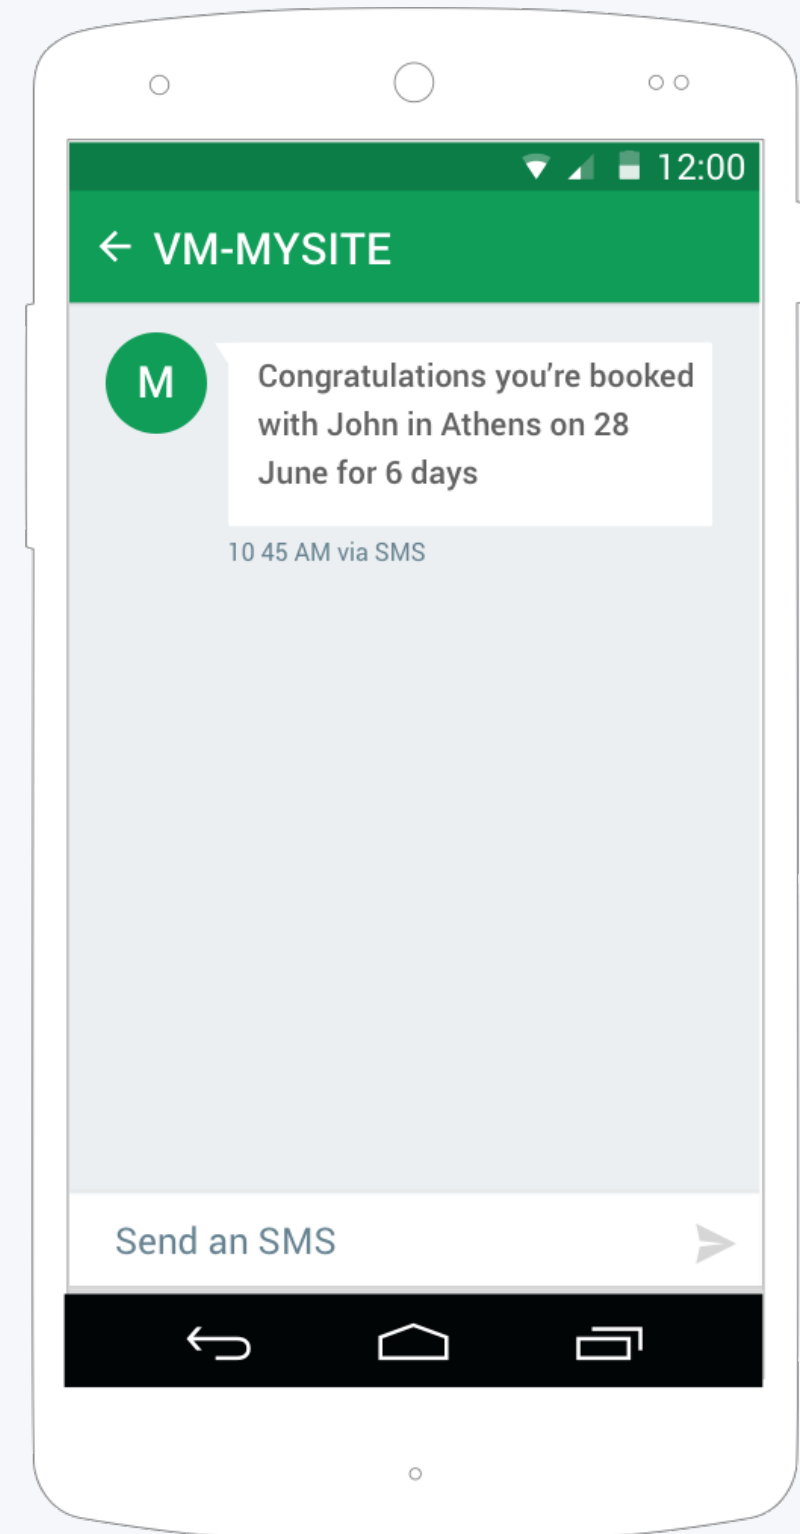 12:00
VM-MYSITE
M
Congratulations you’re booked
with John in Athens on 28
June for 6 days
10 45 AM via SMS
Send an SMS